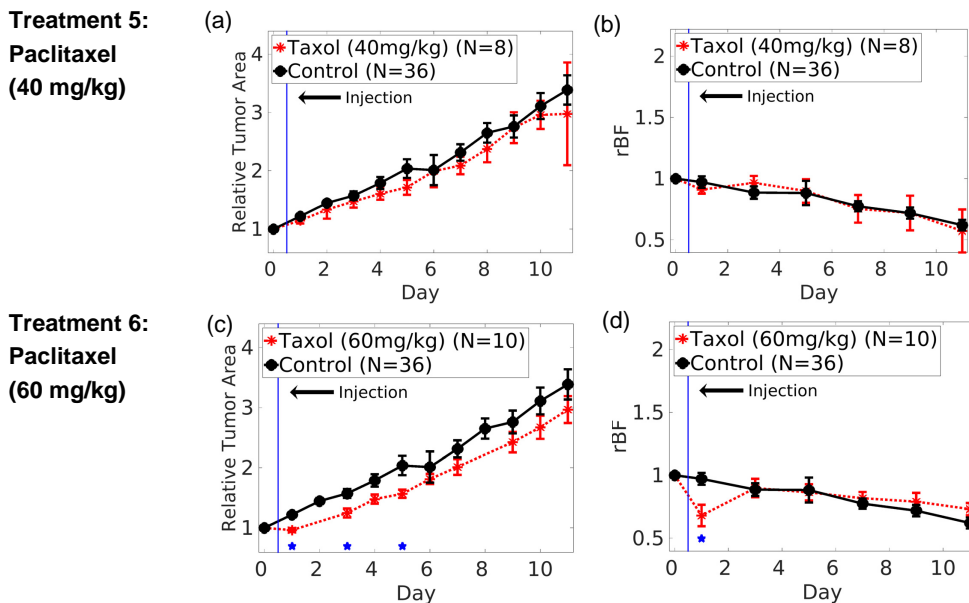 Treatment 5:
Paclitaxel
(40 mg/kg)
(a)
Relative Tumor Area
4
3
2
1
Taxol (40mg/kg) (N=8)
Control (N=36)
Injection
0 2 4 6 8 10
Day
(b)
rBF
2
1.5
1
0.5
Taxol (40mg/kg) (N=8)
Control (N=36)
Injection
0 2 4 6 8 10
Day
Treatment 6:
Paclitaxel
(60 mg/kg)
(c)
Relative Tumor Area
4
3
2
1
Taxol (60mg/kg) (N=10)
Control (N=36)
Injection
0 2 4 6 8 10
Day
(d)
rBF
2
1.5
1
0.5
Taxol (60mg/kg) (N=10)
Control (N=36)
Injection
0 2 4 6 8 10
Day